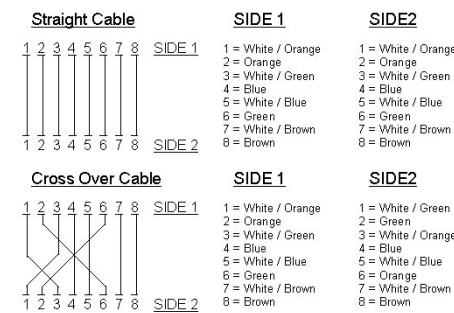 Straight Cable SIDE 1 SIDE2
1 2 3 4 5 6 7 8 SIDE 1 1 = White / Orange 1 = White / Orange
2 = Orange 2 = Orange
3 = White / Green 3 = White / Green
4 = Blue 4 = Blue
5 = White / Blue 5 = White / Blue
6 = Green 6 = Green
7 = White / Brown 7 = White / Brown
1 2 3 4 5 6 7 8 SIDE 2 8 = Brown 8 = Brown
Cross Over Cable SIDE 1 SIDE2
1 2 3 4 5 6 7 8 SIDE 1 1 = White / Orange 1 = White / Green
2 = Orange 2 = Green
3 = White / Green 3 = White / Orange
4 = Blue 4 = Blue
5 = White / Blue 5 = White / Blue
6 = Green 6 = Orange
7 = White / Brown 7 = White / Brown
1 2 3 4 5 6 7 8 SIDE 2 8 = Brown 8 = Brown